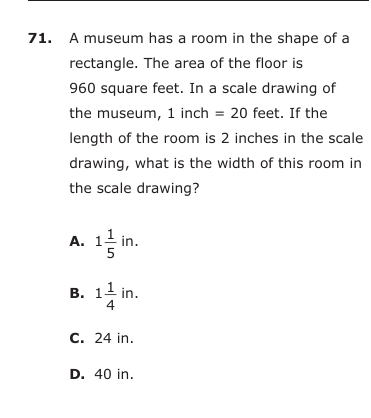 71. A museum has a room in the shape of a
rectangle. The area of the floor is
960 square feet. In a scale drawing of
the museum, 1 inch = 20 feet. If the
length of the room is 2 inches in the scale
drawing, what is the width of this room in
the scale drawing?
A. 1 1/5 in.
B. 1 1/4 in.
C. 24 in.
D. 40 in.